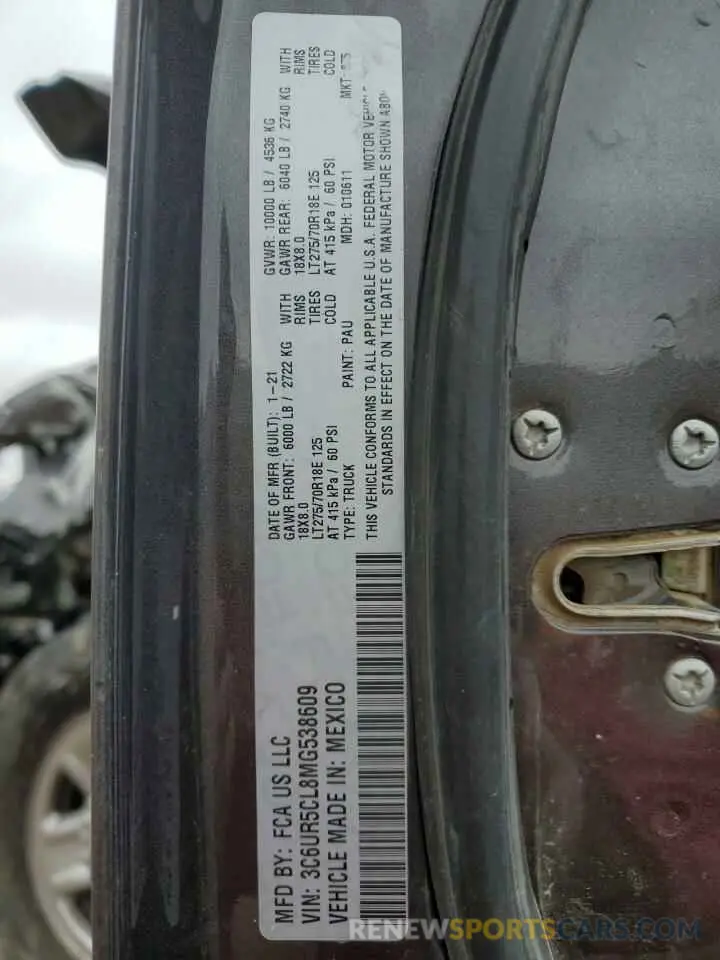 MFD BY: FCA US LLC
VIN: 3C6UR5CL8MG538609
VEHICLE MADE IN: MEXICO
DATE OF MFR (BUILT): 1-21
GAWR FRONT: 6000 LB / 2722 KG WITH
18X8.0 RIMS
LT275/70R18E 125 TIRES
AT 415 kPa / 60 PSI COLD
GVWR: 10000 LB / 4536 KG
GAWR REAR: 6040 LB / 2740 KG WITH
18X8.0 RIMS
LT275/70R18E 125 TIRES
AT 415 kPa / 60 PSI COLD
TYPE: TRUCK PAINT: PAU MDH: 010611 MKT:
THIS VEHICLE CONFORMS TO ALL APPLICABLE U.S.A. FEDERAL MOTOR VEHICLE
STANDARDS IN EFFECT ON THE DATE OF MANUFACTURE SHOWN ABOV
RENEWSPORTSCARS.COM